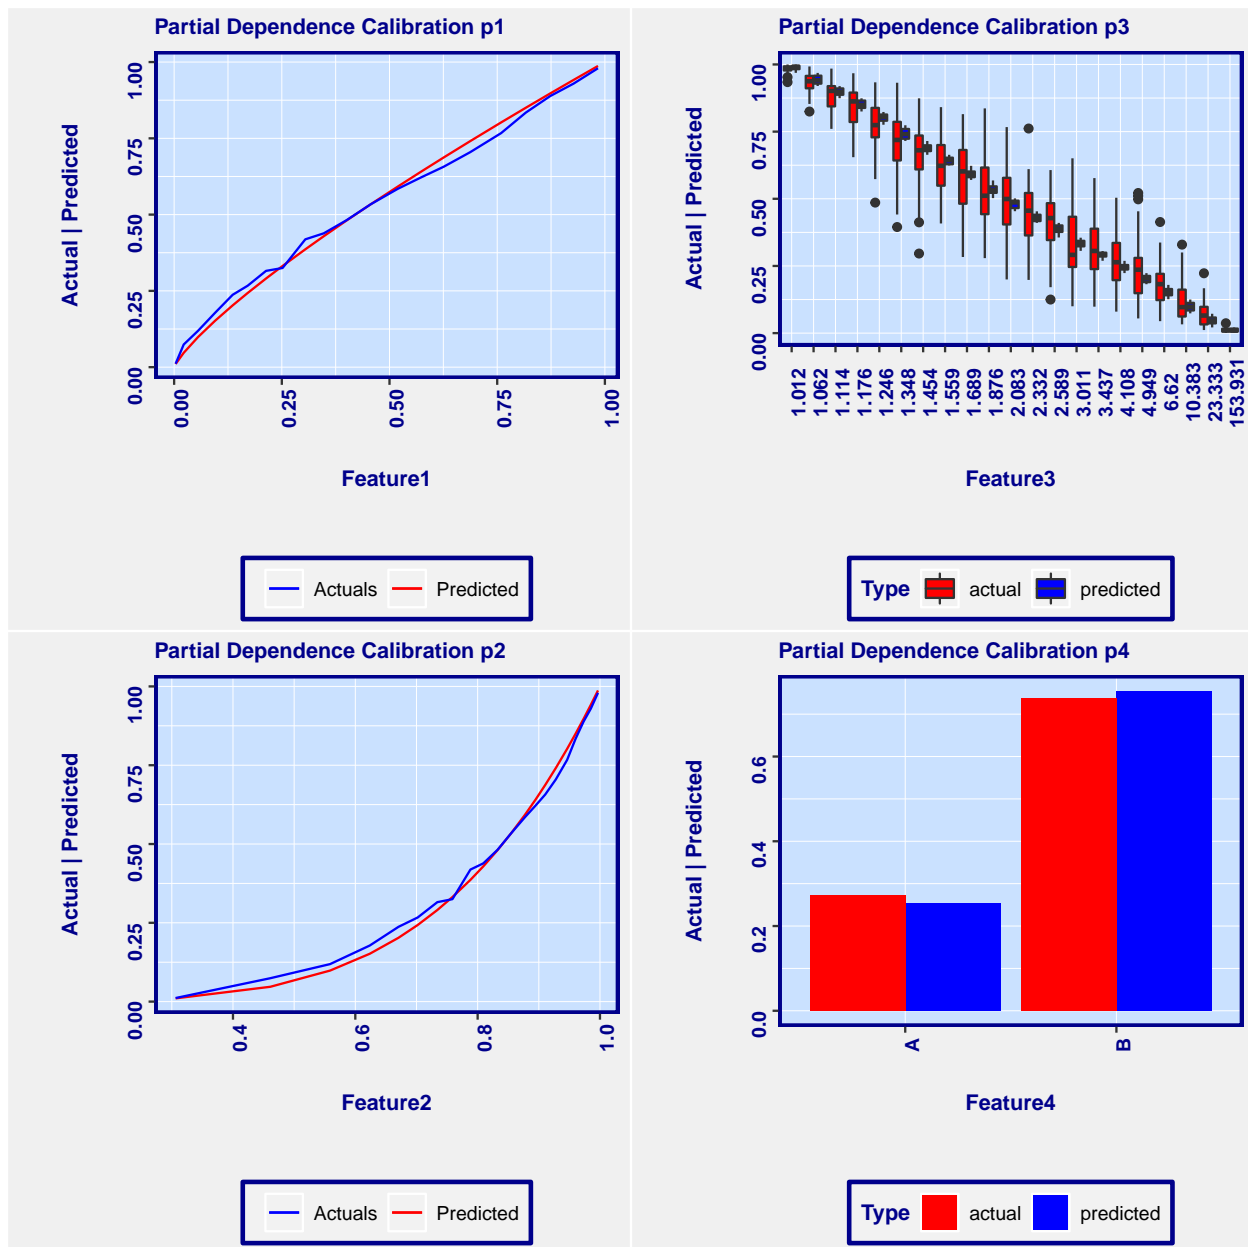 Partial Dependence Calibration p1
Actual | Predicted
1.00
0.75
0.50
0.25
0.00
0.00
0.25
0.50
0.75
1.00
Feature1
Actuals
Predicted
Partial Dependence Calibration p3
Actual | Predicted
1.00
0.75
0.50
0.25
0.00
1.012
1.062
1.114
1.176
1.246
1.348
1.454
1.559
1.689
1.876
2.083
2.332
2.589
3.011
3.437
4.108
4.949
6.62
10.383
23.333
153.931
Feature3
Type
actual
predicted
Partial Dependence Calibration p2
Actual | Predicted
1.00
0.75
0.50
0.25
0.00
0.4
0.6
0.8
1.0
Feature2
Actuals
Predicted
Partial Dependence Calibration p4
Actual | Predicted
0.6
0.4
0.2
0.0
A
B
Feature4
Type
actual
predicted